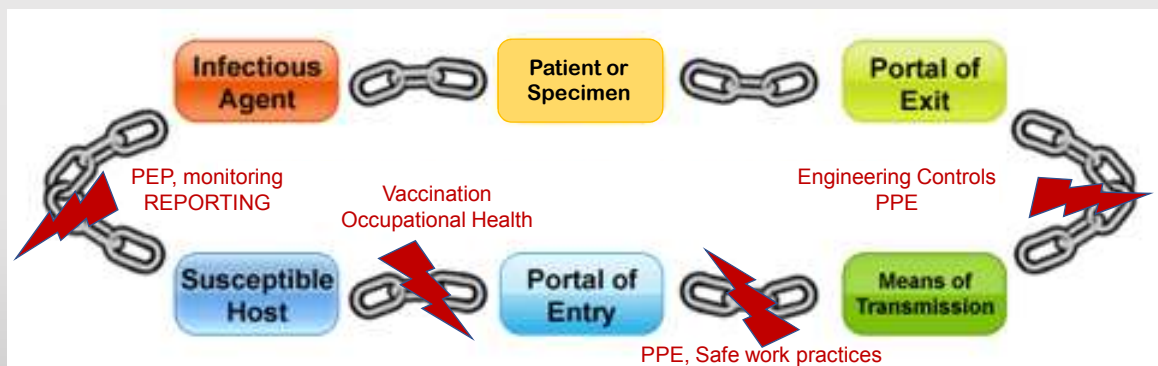 Infectious
Agent
Patient or
Specimen
Portal of
Exit
PEP, monitoring
REPORTING
Vaccination
Occupational Health
Engineering Controls
PPE
Susceptible
Host
Portal of
Entry
Means of
Transmission
PPE, Safe work practices